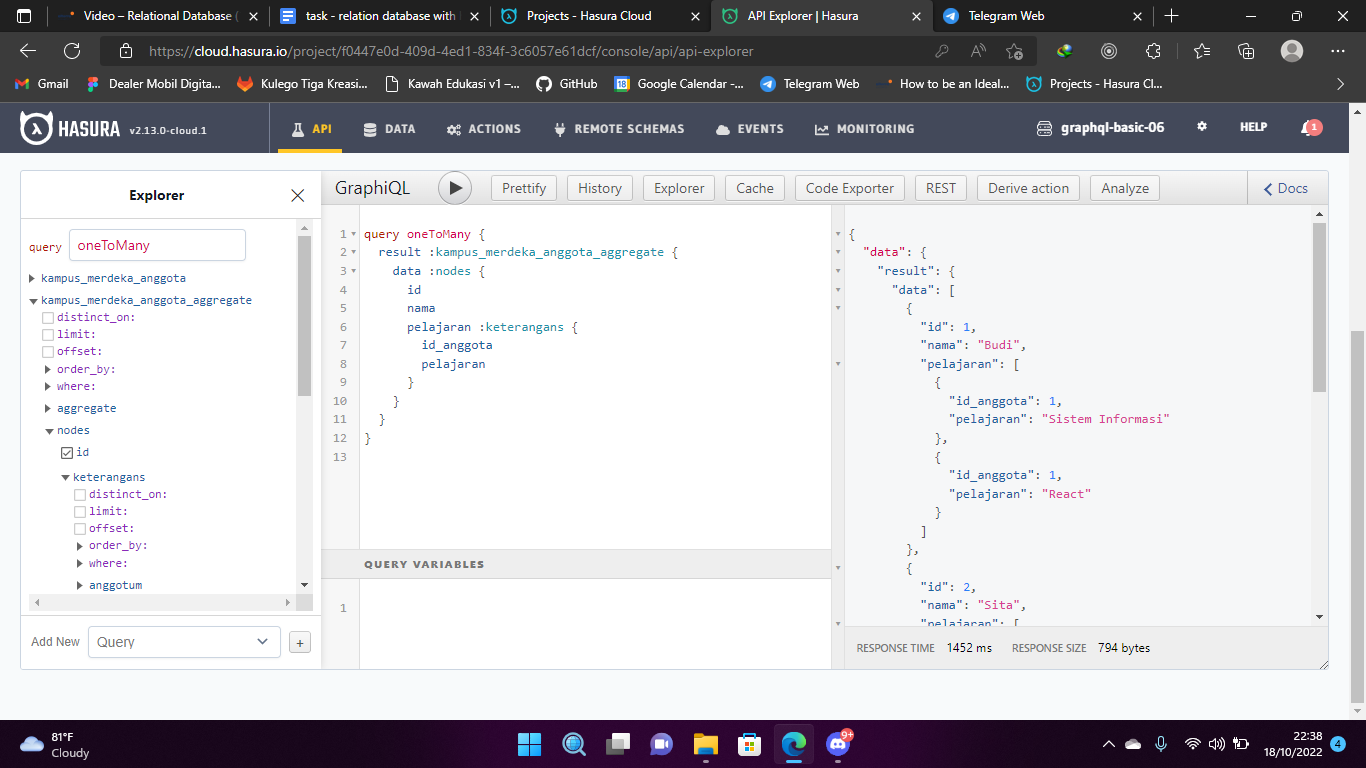 Video – Relational Database (
task - relation database with
Projects - Hasura Cloud
API Explorer | Hasura
Telegram Web
https://cloud.hasura.io/project/f0447e0d-409d-4ed1-834f-3c6057e61dcf/console/api/api-explorer
Gmail
Dealer Mobil Digita...
Kulego Tiga Kreasi...
Kawah Edukasi v1 –...
GitHub
18
Google Calendar -...
Telegram Web
How to be an Ideal...
Projects - Hasura Cl...
HASURA v2.13.0-cloud.1
API
DATA
ACTIONS
REMOTE SCHEMAS
EVENTS
MONITORING
graphql-basic-06
HELP
1
Explorer
query oneToMany
kampus_merdeka_anggota
kampus_merdeka_anggota_aggregate
distinct_on:
limit:
offset:
order_by:
where:
aggregate
nodes
id
keterangans
distinct_on:
limit:
offset:
order_by:
where:
anggotum
Add New Query +
GraphiQL
Prettify
History
Explorer
Cache
Code Exporter
REST
Derive action
Analyze
Docs
1 query oneToMany {
2 result :kampus_merdeka_anggota_aggregate {
3 data :nodes {
4 id
5 nama
6 pelajaran :keterangans {
7 id_anggota
8 pelajaran
9 }
10 }
11 }
12 }
13
QUERY VARIABLES
1
{
"data": {
"result": {
"data": [
{
"id": 1,
"nama": "Budi",
"pelajaran": [
{
"id_anggota": 1,
"pelajaran": "Sistem Informasi"
},
{
"id_anggota": 1,
"pelajaran": "React"
}
]
},
{
"id": 2,
"nama": "Sita",
"pelajaran": [
RESPONSE TIME 1452 ms RESPONSE SIZE 794 bytes
81°F
Cloudy
9+
22:38
18/10/2022
4